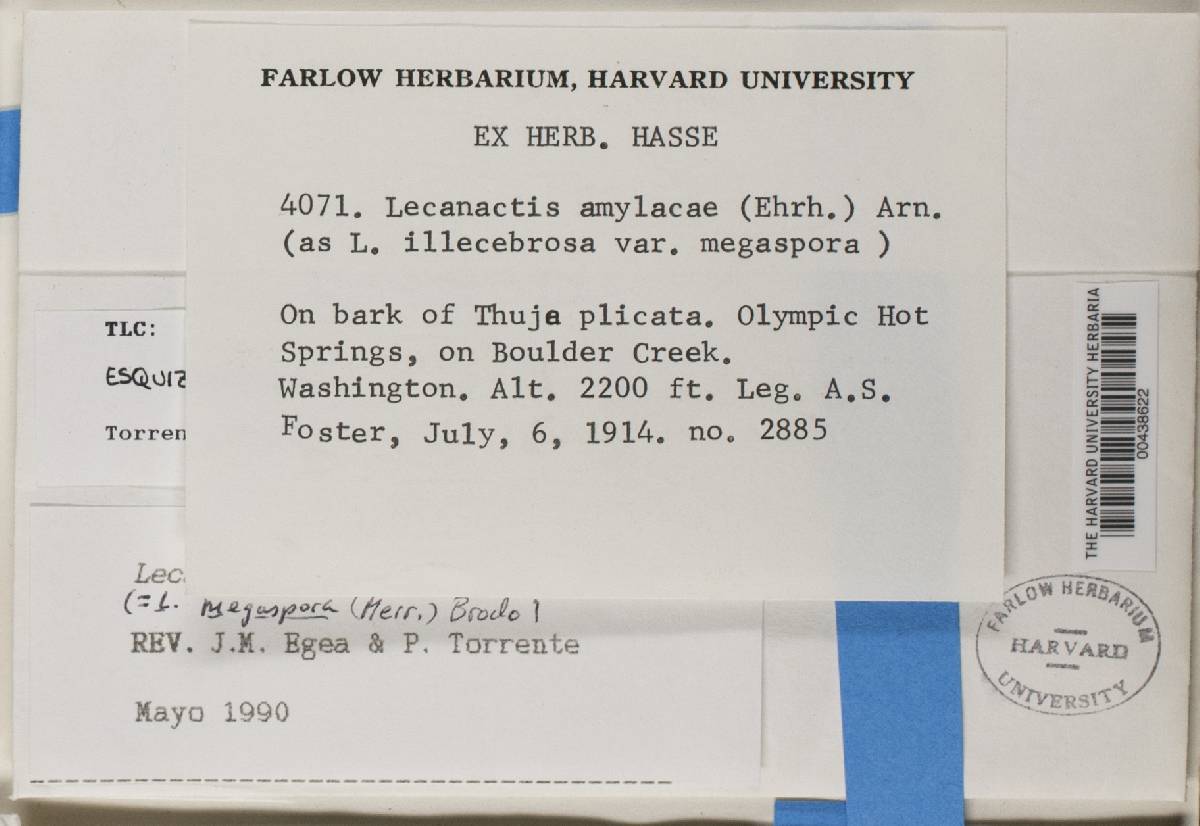 FARLOW HERBARIUM, HARVARD UNIVERSITY
EX HERB. HASSE
4071. Lecanactis amylacae (Ehrh.) Arn.
(as L. illecebrosa var. megaspora )
On bark of Thuja plicata. Olympic Hot
Springs, on Boulder Creek.
Washington. Alt. 2200 ft. Leg. A.S.
Foster, July, 6, 1914. no. 2885
TLC:
ESQUIZ
Torren
Lec
(=L. megaspora (Merr.) Brodo
REV. J.M. Egea & P. Torrente
Mayo 1990
THE HARVARD UNIVERSITY HERBARIA
00438622
FARLOW HERBARIUM
HARVARD
UNIVERSITY